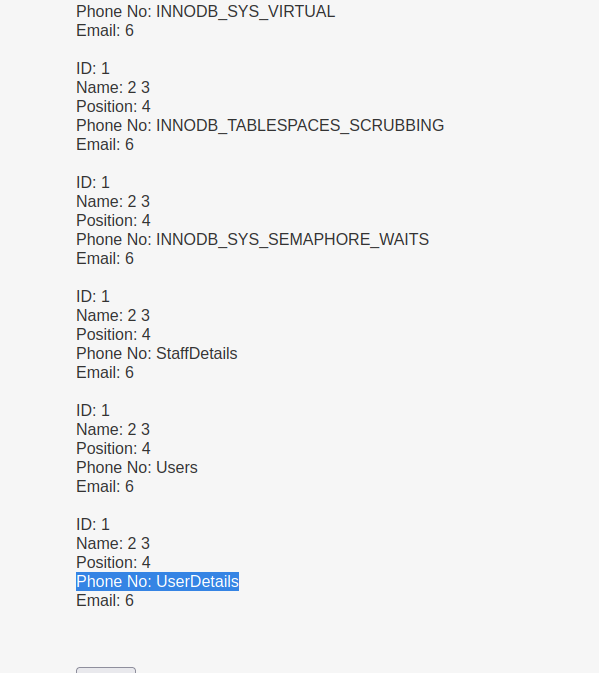 Phone No: INNODB_SYS_VIRTUAL
Email: 6
ID: 1
Name: 2 3
Position: 4
Phone No: INNODB_TABLESPACES_SCRUBBING
Email: 6
ID: 1
Name: 2 3
Position: 4
Phone No: INNODB_SYS_SEMAPHORE_WAITS
Email: 6
ID: 1
Name: 2 3
Position: 4
Phone No: StaffDetails
Email: 6
ID: 1
Name: 2 3
Position: 4
Phone No: Users
Email: 6
ID: 1
Name: 2 3
Position: 4
Phone No: UserDetails
Email: 6